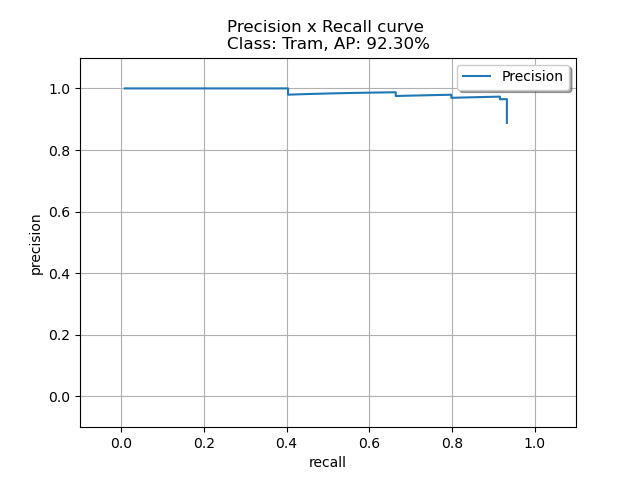 Precision x Recall curve
Class: Tram, AP: 92.30%
Precision
1.0
0.8
0.6
0.4
0.2
0.0
precision
0.0 0.2 0.4 0.6 0.8 1.0
recall